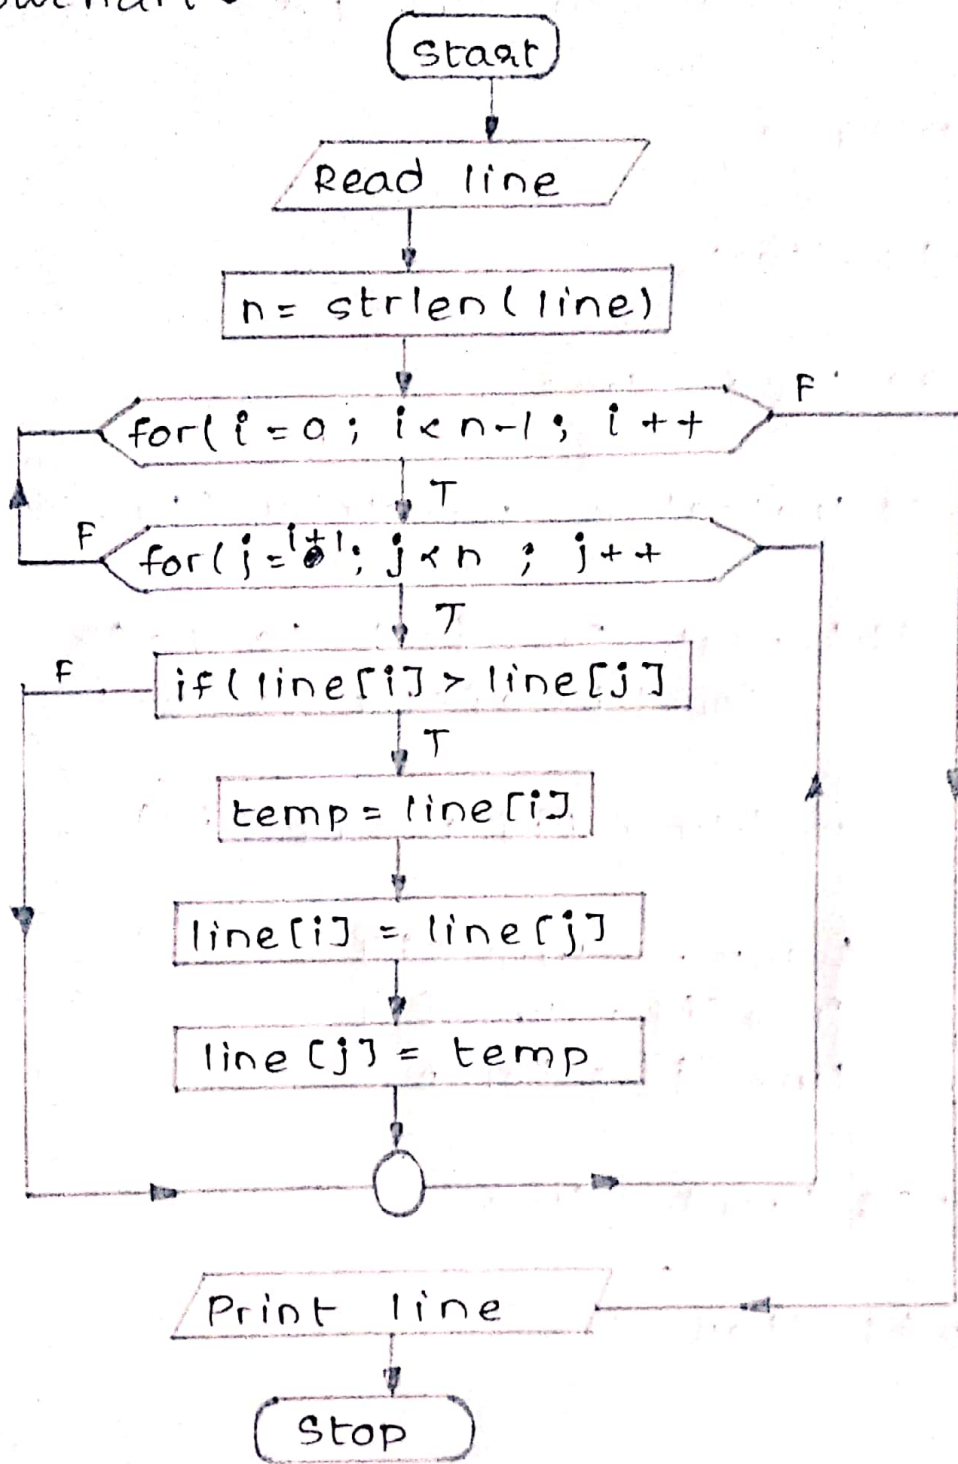 Start
Read line
n = strlen(line)
for(i=0; i<n-1; i++
F
T
for(j=i+1; j<n; j++
F
T
if(line[i] > line[j]
F
T
temp = line[i]
line[i] = line[j]
line[j] = temp
Print line
Stop